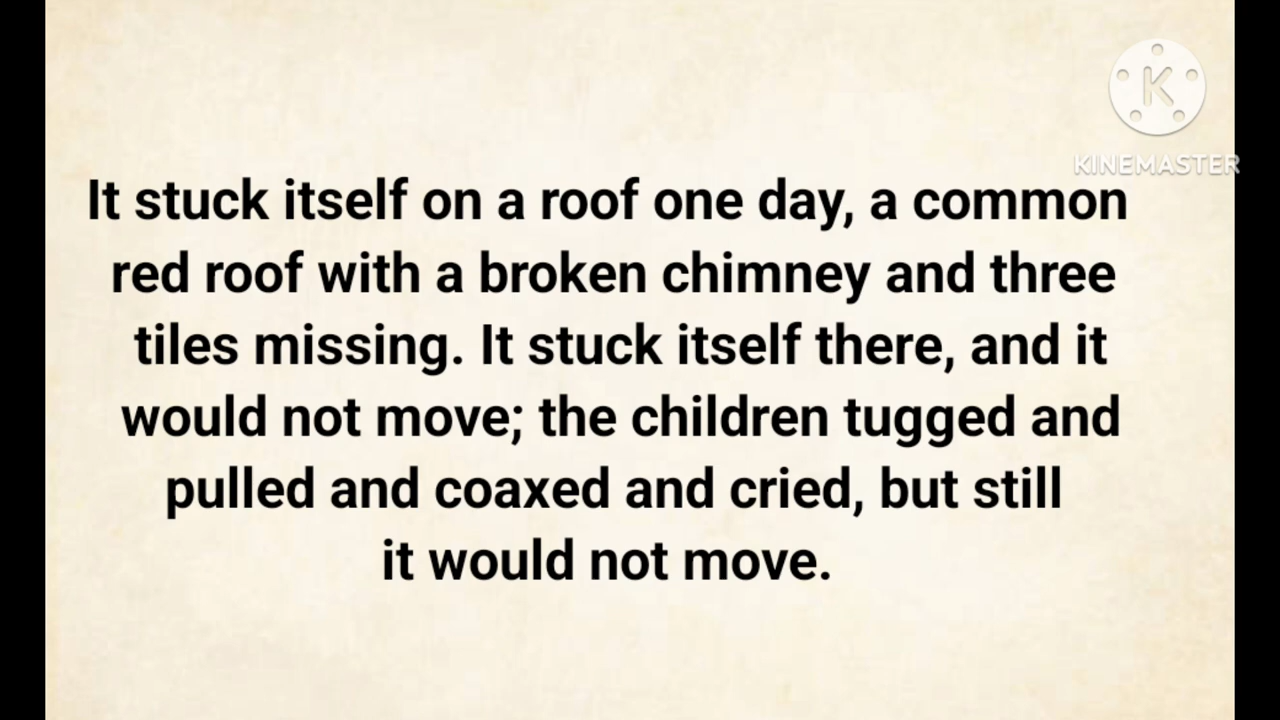 K
KINEMASTER
It stuck itself on a roof one day, a common
red roof with a broken chimney and three
tiles missing. It stuck itself there, and it
would not move; the children tugged and
pulled and coaxed and cried, but still
it would not move.